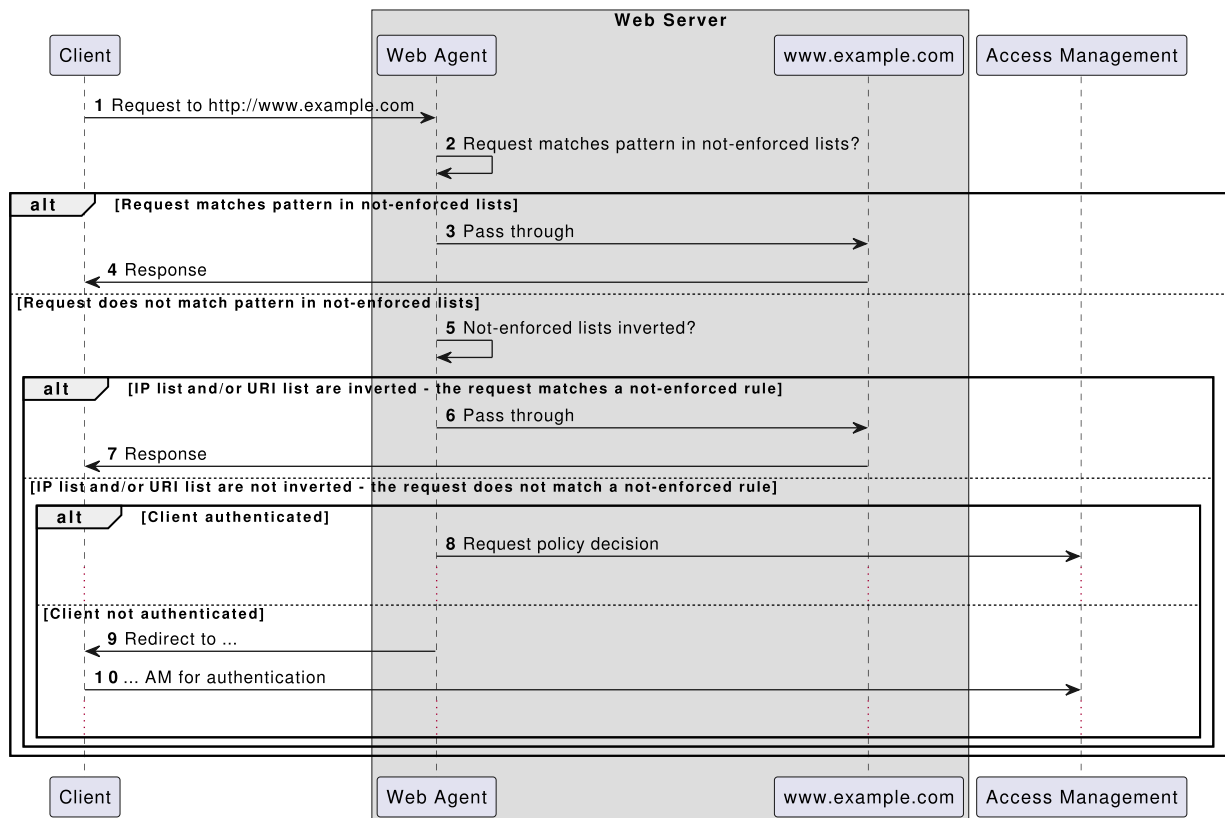 Web Server
Client
Web Agent
www.example.com
Access Management
1 Request to http://www.example.com
2 Request matches pattern in not-enforced lists?
alt [Request matches pattern in not-enforced lists]
3 Pass through
4 Response
[Request does not match pattern in not-enforced lists]
5 Not-enforced lists inverted?
alt [IP list and/or URI list are inverted - the request matches a not-enforced rule]
6 Pass through
7 Response
[IP list and/or URI list are not inverted - the request does not match a not-enforced rule]
alt [Client authenticated]
8 Request policy decision
[Client not authenticated]
9 Redirect to ...
10 ... AM for authentication
Client
Web Agent
www.example.com
Access Management